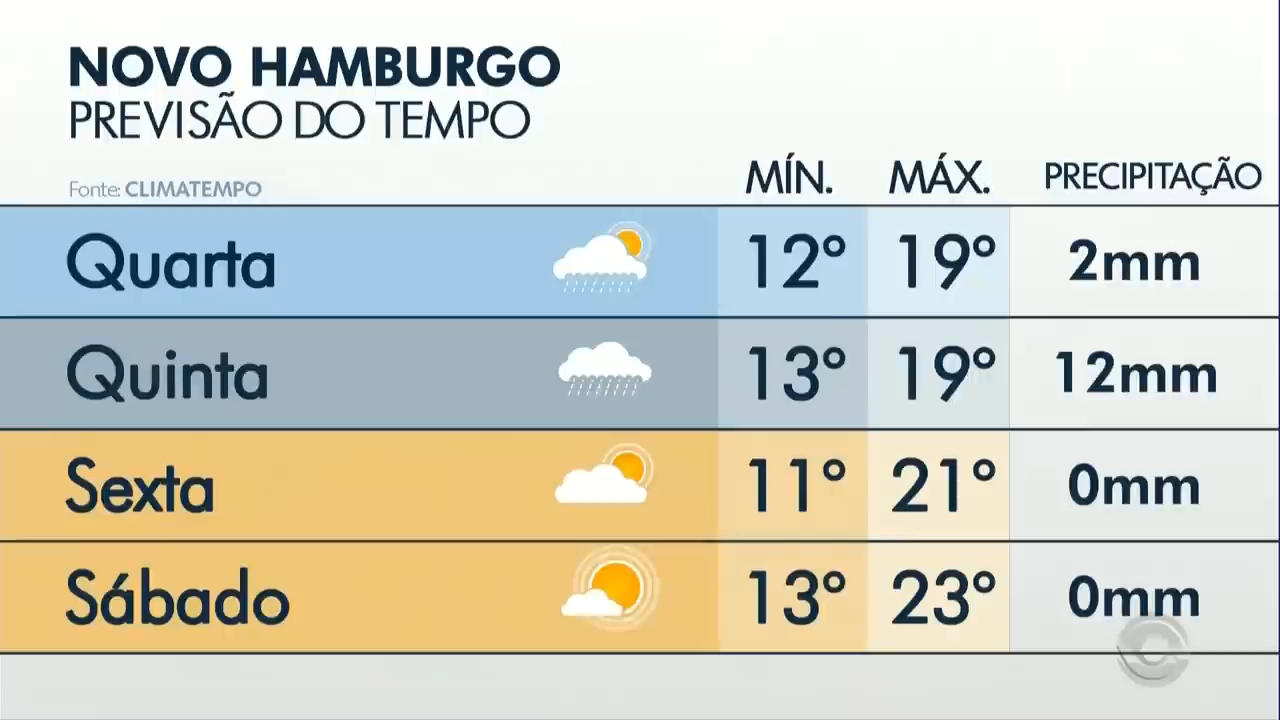 NOVO HAMBURGO
PREVISÃO DO TEMPO
Fonte: CLIMATEMPO
MÍN. MÁX. PRECIPITAÇÃO
Quarta 12° 19° 2mm
Quinta 13° 19° 12mm
Sexta 11° 21° 0mm
Sábado 13° 23° 0mm